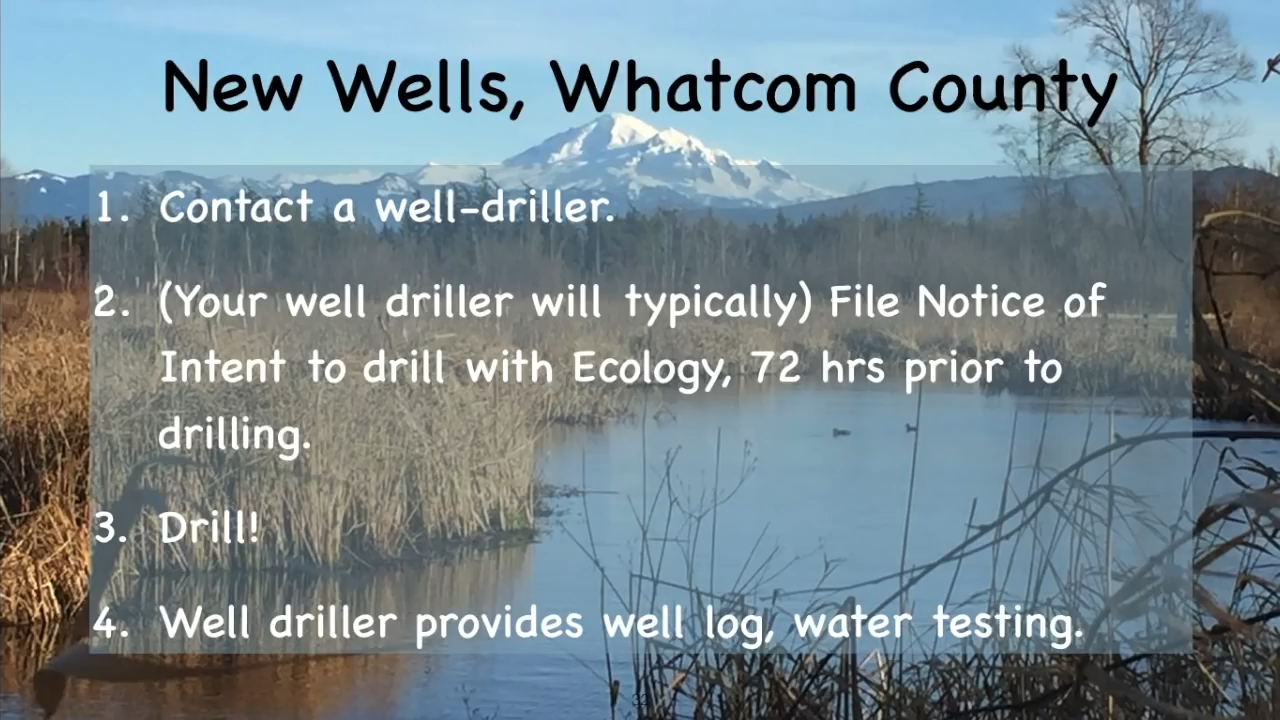 New Wells, Whatcom County
1. Contact a well-driller.
2. (Your well driller will typically) File Notice of
Intent to drill with Ecology, 72 hrs prior to
drilling.
3. Drill!
4. Well driller provides well log, water testing.